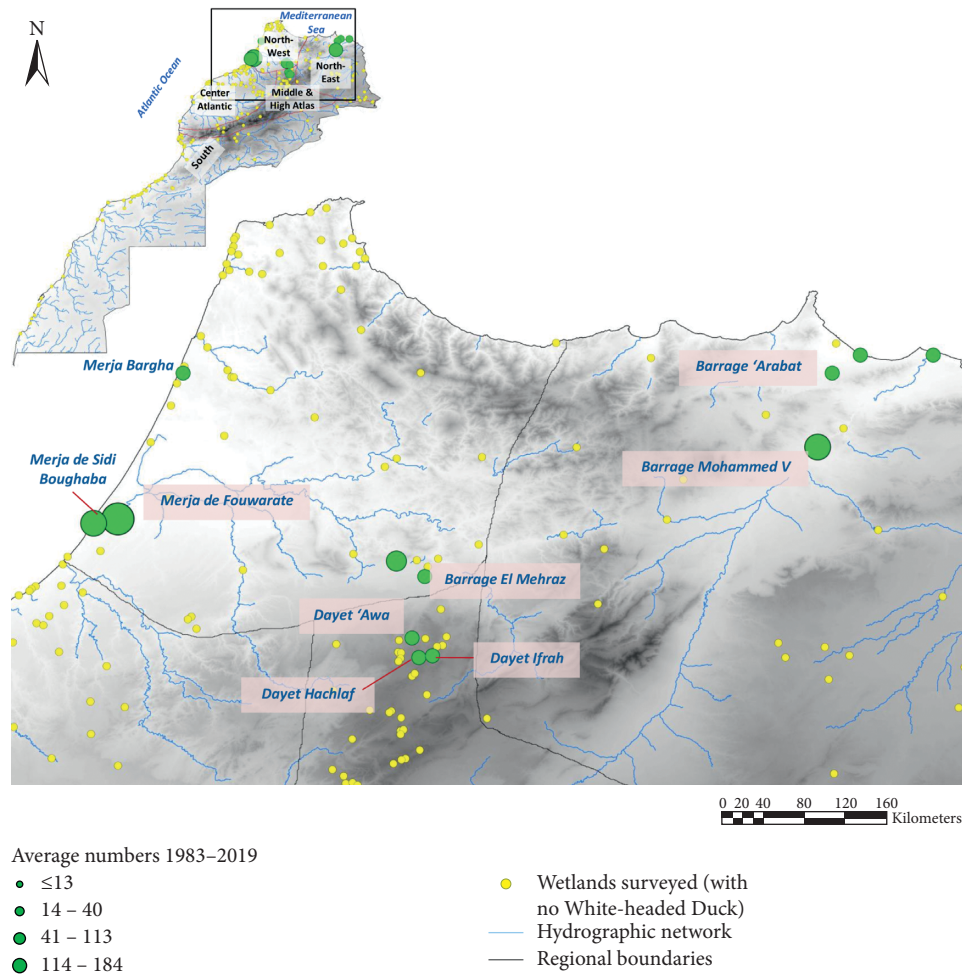 N
Mediterranean
Sea
Atlantic Ocean
North-
West
North-
East
Center
Atlantic
Middle &
High Atlas
South
Merja Bargha
Barrage ‘Arabat
Merja de Sidi
Boughaba
Merja de Fouwarate
Barrage Mohammed V
Barrage El Mehraz
Dayet ‘Awa
Dayet Ifrah
Dayet Hachlaf
0 20 40 80 120 160
Kilometers
Average numbers 1983–2019
≤13
14 – 40
41 – 113
114 – 184
Wetlands surveyed (with
no White-headed Duck)
Hydrographic network
Regional boundaries